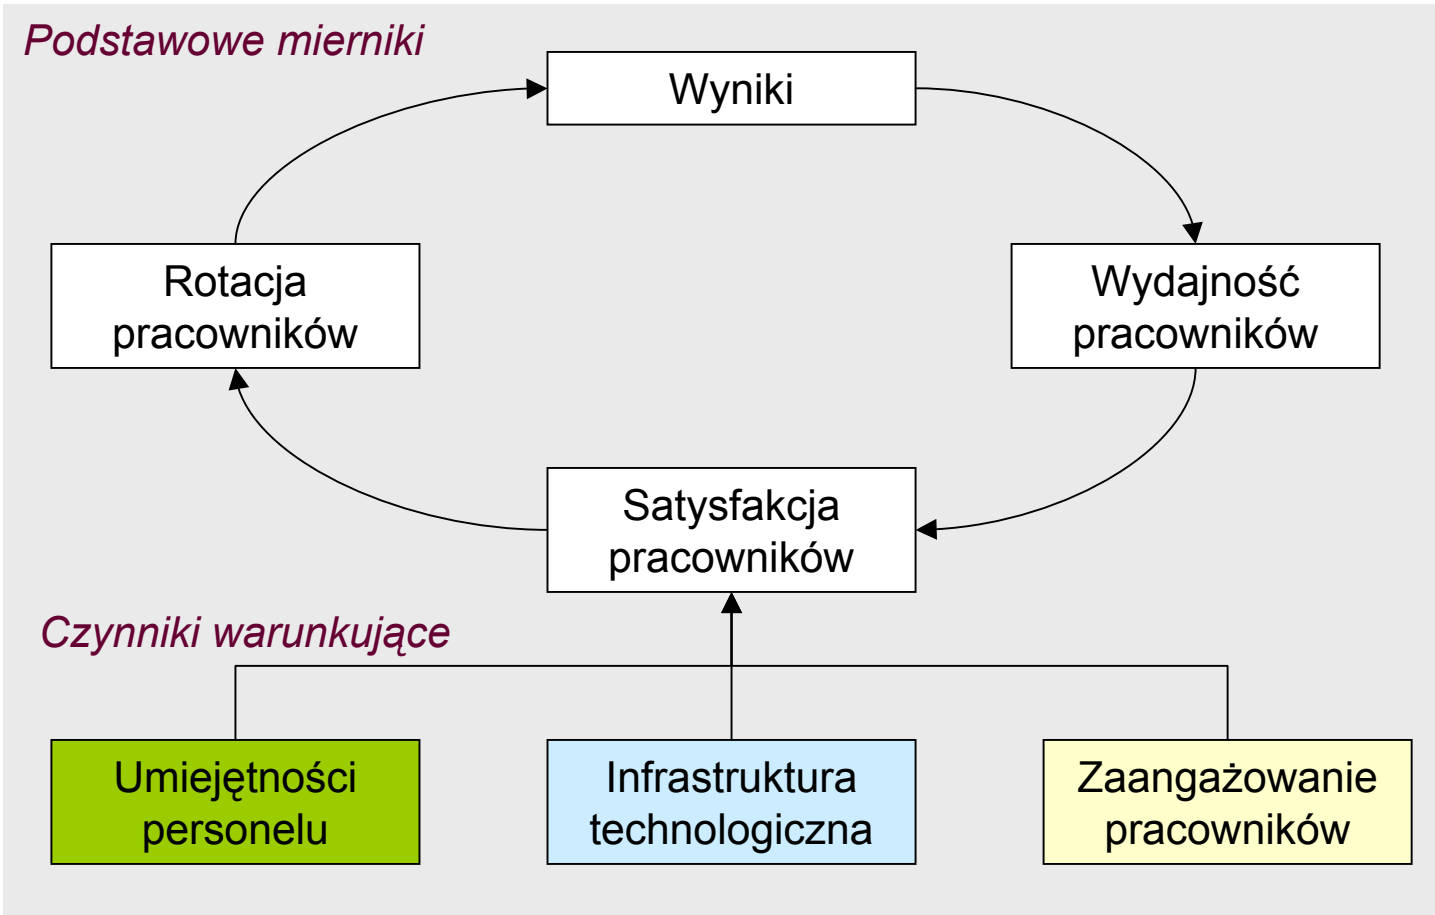 Podstawowe mierniki
Wyniki
Rotacja
pracowników
Wydajność
pracowników
Satysfakcja
pracowników
Czynniki warunkujące
Umiejętności
personelu
Infrastruktura
technologiczna
Zaangażowanie
pracowników